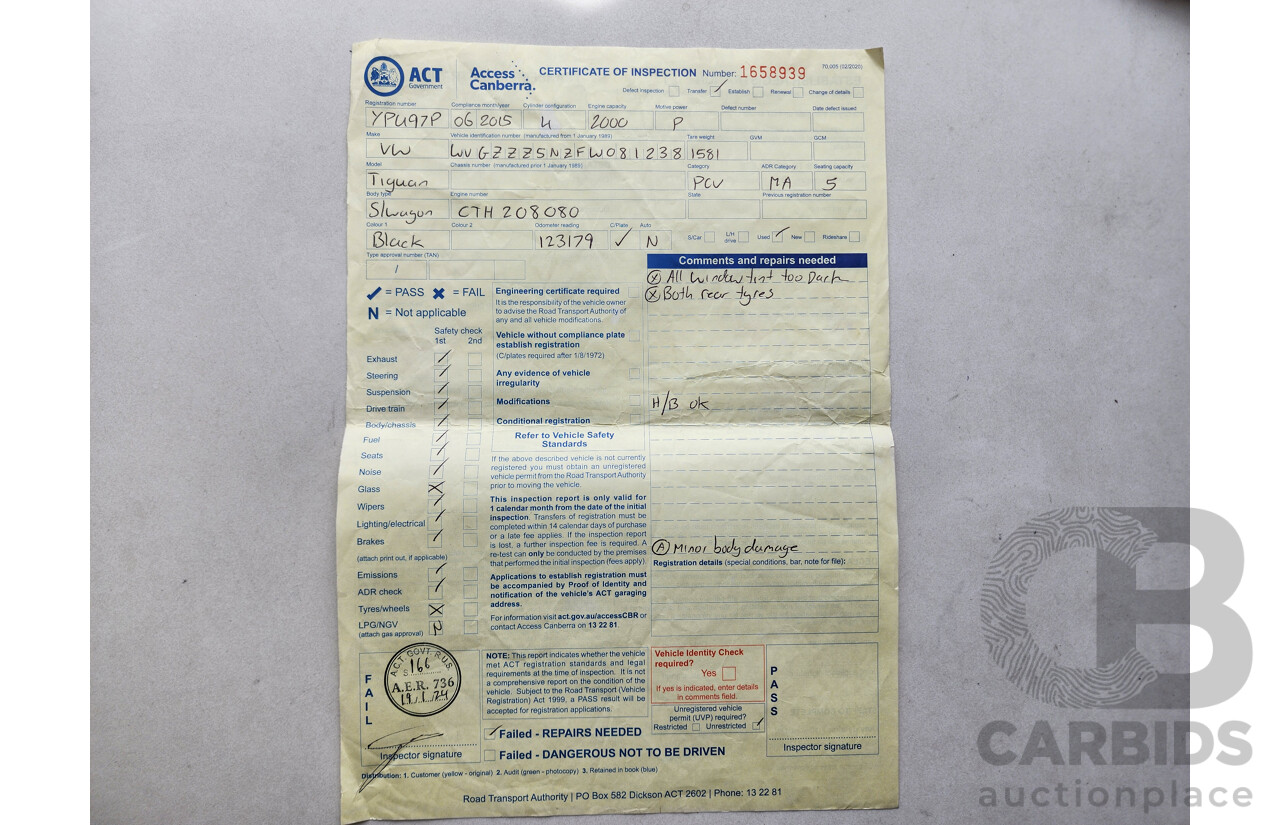 ACT
Government
Access
Canberra.
CERTIFICATE OF INSPECTION Number: 1658939
70.005 (02/2020)
Defect Inspection Transfer Establish Renewal Change of details
Registration number Compliance month/year Cylinder configuration Engine capacity Motive power Defect number Date defect issued
YPU97P 06 2015 4 2000 P
Make Vehicle identification number (manufactured from 1 January 1989) Tare weight GVM GCM
VW WVGZZZ5NZFW081238 1581
Model Chassis number (manufactured prior 1 January 1989) Category ADR Category Seating capacity
Tiguan PCV MA 5
Body type Engine number State Previous registration number
S/wagon CTH 208080
Colour 1 Colour 2 Odometer reading C/Plate Auto
Black 123179 ✓ N S/Car L/H drive Used New Rideshare
Type approval number (TAN)
/
Comments and repairs needed
(X) All Window tint too Dark
(X) Both rear tyres
H/B ok
(A) Minor body damage
Registration details (special conditions, bar, note for file):
✓ = PASS ✖ = FAIL
N = Not applicable
Safety check
1st 2nd
Exhaust
Steering
Suspension
Drive train
Body/chassis
Fuel
Seats
Noise
Glass X
Wipers
Lighting/electrical
Brakes
(attach print out, if applicable)
Emissions
ADR check
Tyres/wheels X
LPG/NGV N
(attach gas approval)
Engineering certificate required
It is the responsibility of the vehicle owner
to advise the Road Transport Authority of
any and all vehicle modifications.
Vehicle without compliance plate
establish registration
(C/plates required after 1/8/1972)
Any evidence of vehicle
irregularity
Modifications
Conditional registration
Refer to Vehicle Safety
Standards
If the above described vehicle is not currently
registered you must obtain an unregistered
vehicle permit from the Road Transport Authority
prior to moving the vehicle.
This inspection report is only valid for
1 calendar month from the date of the initial
inspection. Transfers of registration must be
completed within 14 calendar days of purchase
or a late fee applies. If the inspection report
is lost, a further inspection fee is required. A
re-test can only be conducted by the premises
that performed the initial inspection (fees apply).
Applications to establish registration must
be accompanied by Proof of Identity and
notification of the vehicle's ACT garaging
address.
For information visit act.gov.au/accessCBR or
contact Access Canberra on 13 22 81.
FAIL
A.C.T. GOVT. R.U.S.
166
A.E.R. 736
19/1/24
Inspector signature
NOTE: This report indicates whether the vehicle
met ACT registration standards and legal
requirements at the time of inspection. It is not
a comprehensive report on the condition of the
vehicle. Subject to the Road Transport (Vehicle
Registration) Act 1999, a PASS result will be
accepted for registration applications.
Vehicle Identity Check
required?
Yes
If yes is indicated, enter details
in comments field.
Unregistered vehicle
permit (UVP) required?
Restricted Unrestricted
PASS
Inspector signature
Failed - REPAIRS NEEDED
Failed - DANGEROUS NOT TO BE DRIVEN
Distribution: 1. Customer (yellow - original) 2. Audit (green - photocopy) 3. Retained in book (blue)
Road Transport Authority | PO Box 582 Dickson ACT 2602 | Phone: 13 22 81
CB
CARBIDS
auctionplace